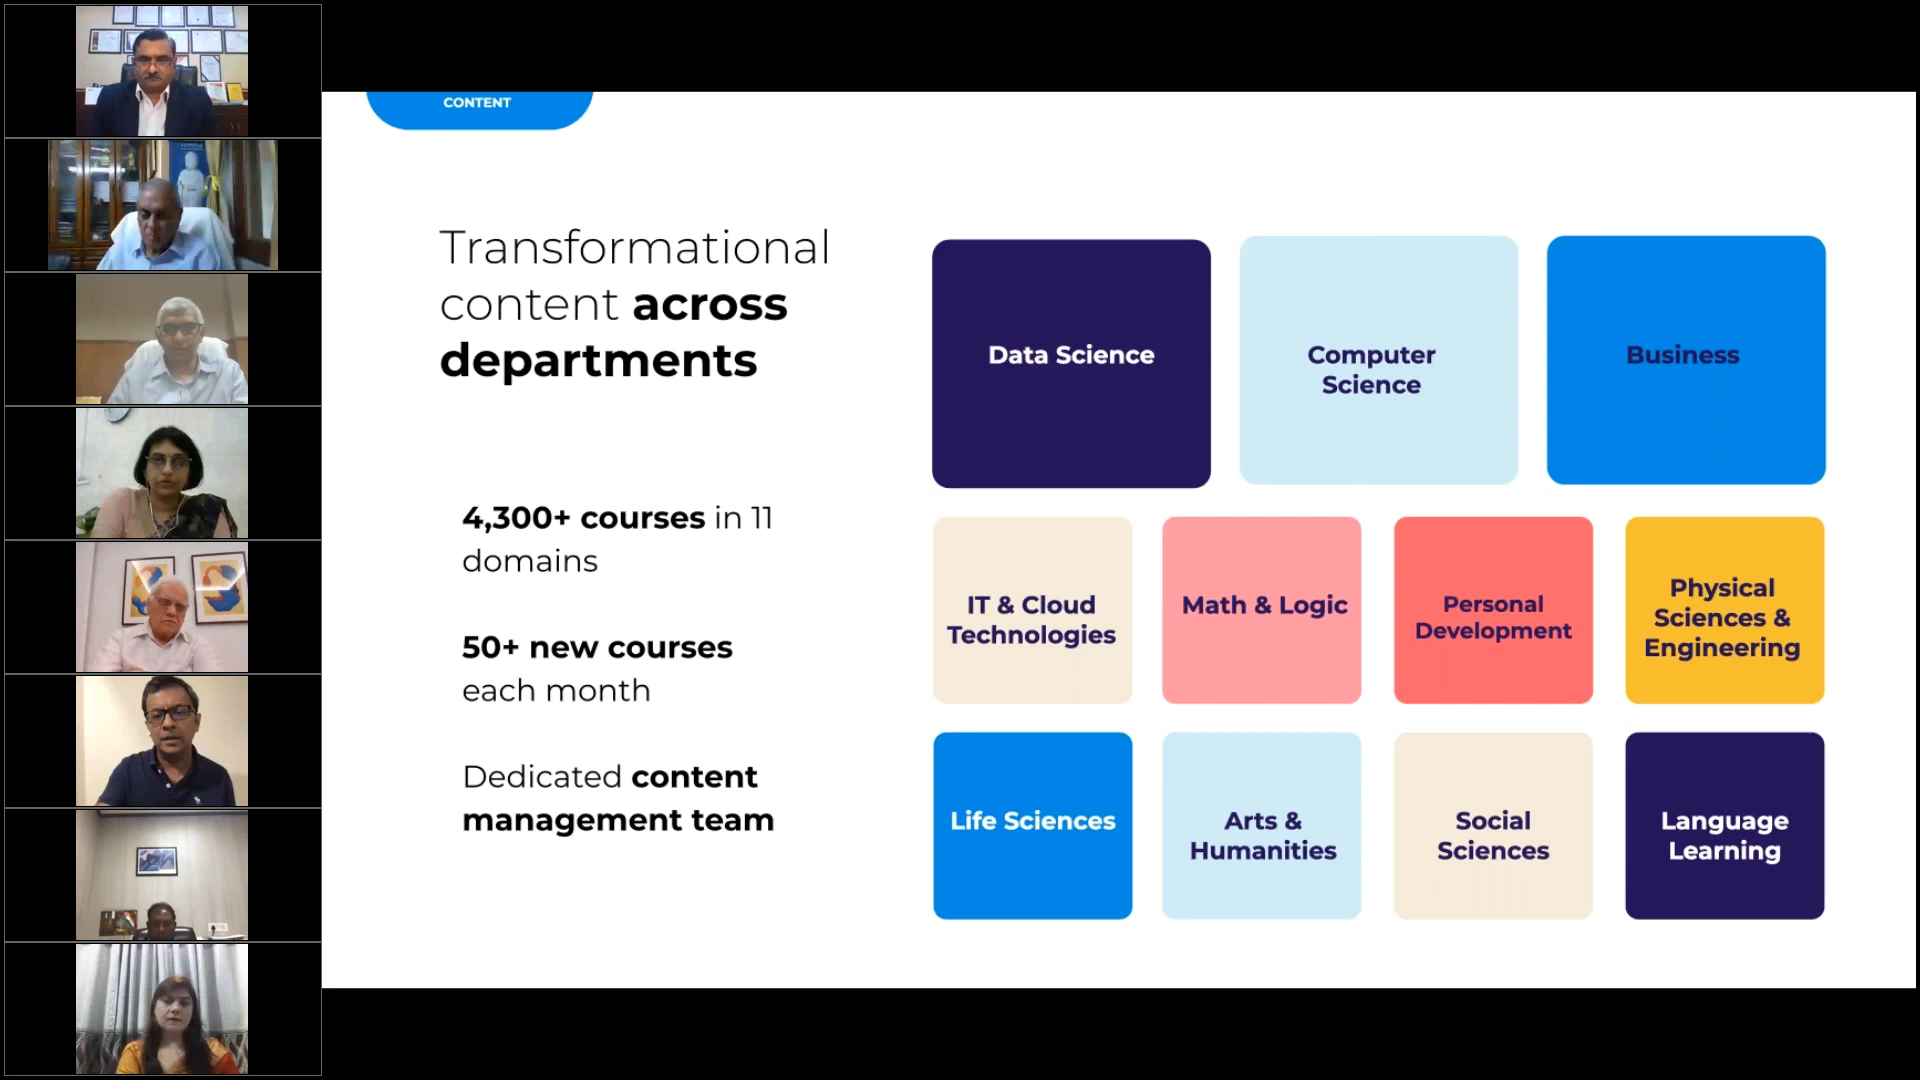 CONTENT
Transformational
content across
departments
4,300+ courses in 11
domains
50+ new courses
each month
Dedicated content
management team
Data Science
Computer
Science
Business
IT & Cloud
Technologies
Math & Logic
Personal
Development
Physical
Sciences &
Engineering
Life Sciences
Arts &
Humanities
Social
Sciences
Language
Learning